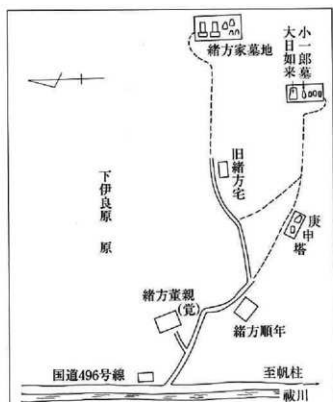 緒方家墓地
小一郎墓
大日如来
旧緒方宅
下伊良原 原
庚申塔
緒方董親
(覚)
緒方順年
国道496号線
至帆柱
祓川